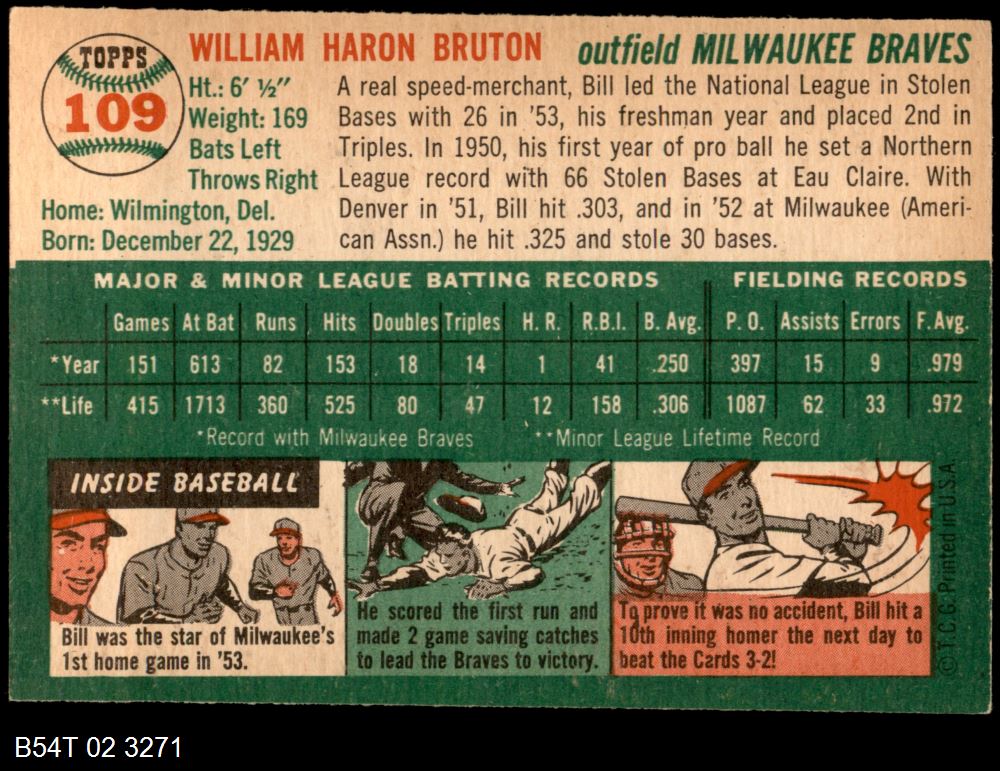 TOPPS
109
WILLIAM HARON BRUTON outfield MILWAUKEE BRAVES
Ht.: 6' ½"
Weight: 169
Bats Left
Throws Right
Home: Wilmington, Del.
Born: December 22, 1929
A real speed-merchant, Bill led the National League in Stolen
Bases with 26 in '53, his freshman year and placed 2nd in
Triples. In 1950, his first year of pro ball he set a Northern
League record with 66 Stolen Bases at Eau Claire. With
Denver in '51, Bill hit .303, and in '52 at Milwaukee (Ameri-
can Assn.) he hit .325 and stole 30 bases.
MAJOR & MINOR LEAGUE BATTING RECORDS FIELDING RECORDS
Games At Bat Runs Hits Doubles Triples H. R. R.B.I. B. Avg. P. O. Assists Errors F. Avg.
*Year 151 613 82 153 18 14 1 41 .250 397 15 9 .979
**Life 415 1713 360 525 80 47 12 158 .306 1087 62 33 .972
*Record with Milwaukee Braves **Minor League Lifetime Record
INSIDE BASEBALL
Bill was the star of Milwaukee's
1st home game in '53.
He scored the first run and
made 2 game saving catches
to lead the Braves to victory.
To prove it was no accident, Bill hit a
10th inning homer the next day to
beat the Cards 3-2!
© T.C.G. Printed in U.S.A.
B54T 02 3271